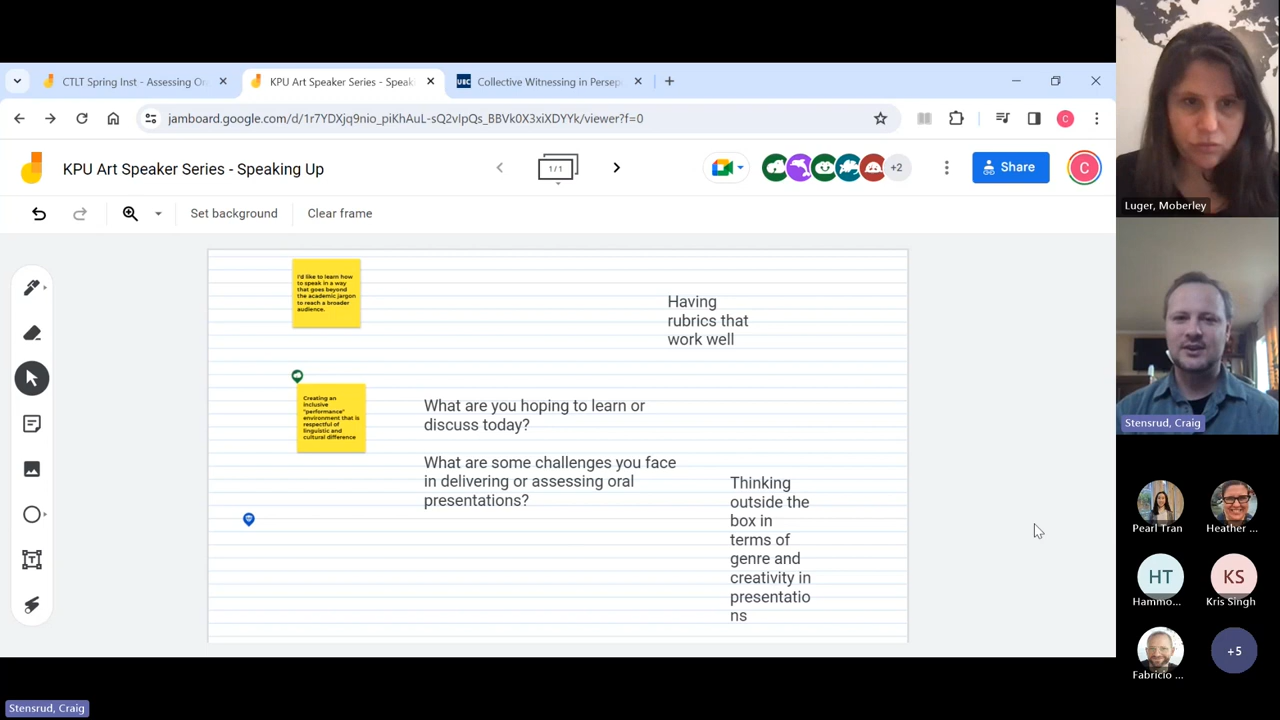 CTLT Spring Inst - Assessing Or
KPU Art Speaker Series - Speak
UBC
Collective Witnessing in Persep
jamboard.google.com/d/1r7YDXjq9nio_piKhAuL-sQ2vIpQs_BBVk0X3xiXDYYk/viewer?f=0
C
KPU Art Speaker Series - Speaking Up
1/1
+2
Share
C
Set background
Clear frame
I'd like to learn how
to speak in a way
that goes beyond
the academic jargon
to reach a broader
audience.
Having
rubrics that
work well
Creating an
inclusive
"performance"
environment that is
respectful of
linguistic and
cultural difference
What are you hoping to learn or
discuss today?
What are some challenges you face
in delivering or assessing oral
presentations?
Thinking
outside the
box in
terms of
genre and
creativity in
presentatio
ns
Luger, Moberley
Stensrud, Craig
Pearl Tran
Heather ...
HT
KS
Hammo...
Kris Singh
Fabricio ...
+5
Stensrud, Craig